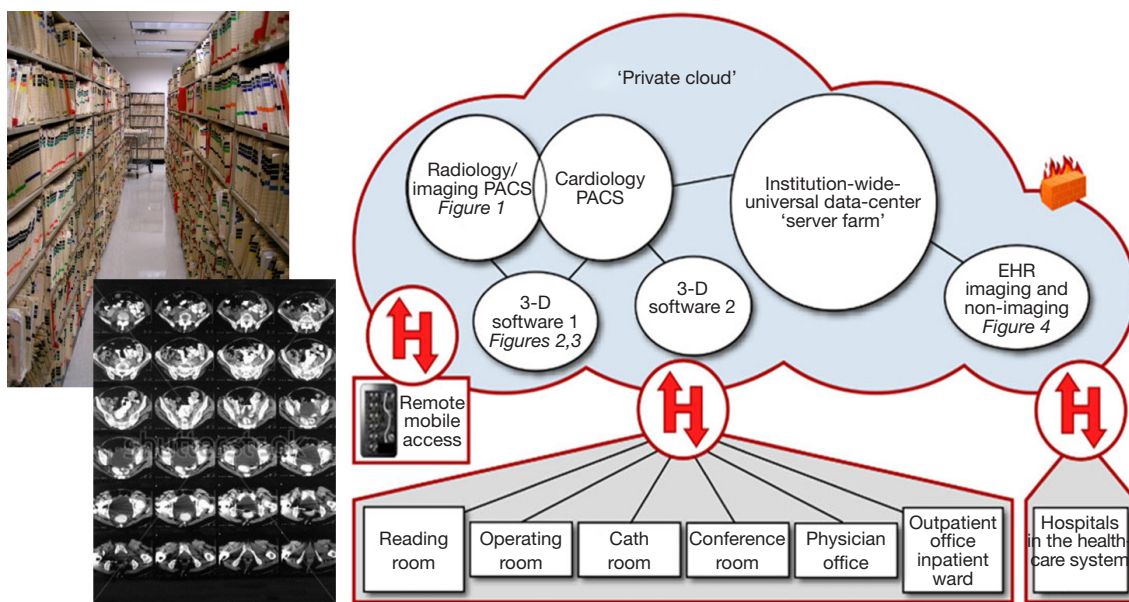 'Private cloud'
Radiology/
imaging PACS
Figure 1
Cardiology
PACS
Institution-wide-
universal data-center
'server farm'
3-D
software 1
Figures 2,3
3-D
software 2
EHR
imaging and
non-imaging
Figure 4
H
H
H
Remote
mobile
access
shutterstock
Reading
room
Operating
room
Cath
room
Conference
room
Physician
office
Outpatient
office
inpatient
ward
Hospitals
in the health-
care system